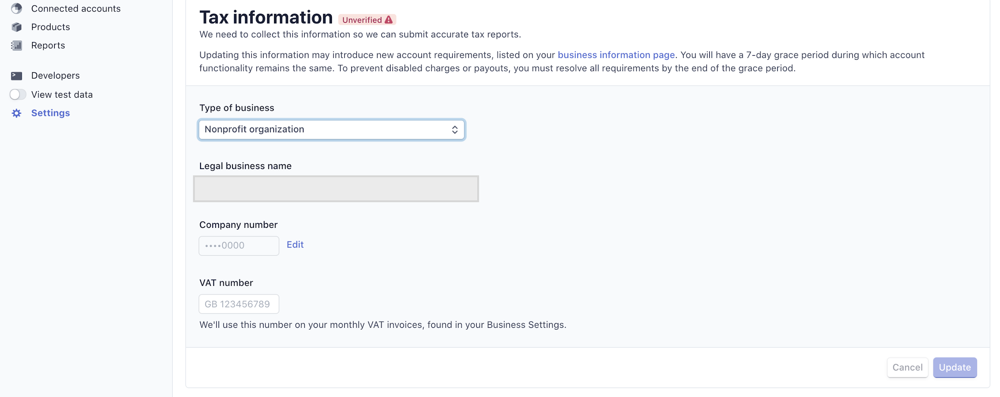 Connected accounts
Products
Reports
Developers
View test data
Settings
Tax information Unverified
We need to collect this information so we can submit accurate tax reports.
Updating this information may introduce new account requirements, listed on your business information page. You will have a 7-day grace period during which account
functionality remains the same. To prevent disabled charges or payouts, you must resolve all requirements by the end of the grace period.
Type of business
Nonprofit organization
Legal business name
Company number
••••0000 Edit
VAT number
GB 123456789
We'll use this number on your monthly VAT invoices, found in your Business Settings.
Cancel Update